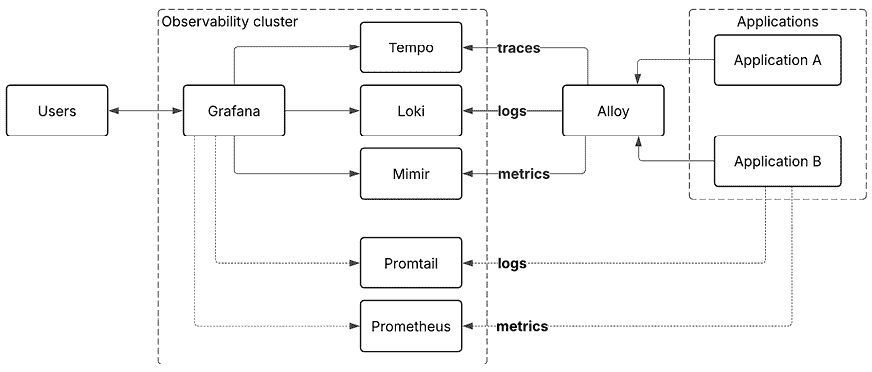 Observability cluster
Applications
Tempo
traces
Application A
Users
Grafana
Loki
logs
Alloy
Mimir
metrics
Application B
Promtail
logs
Prometheus
metrics